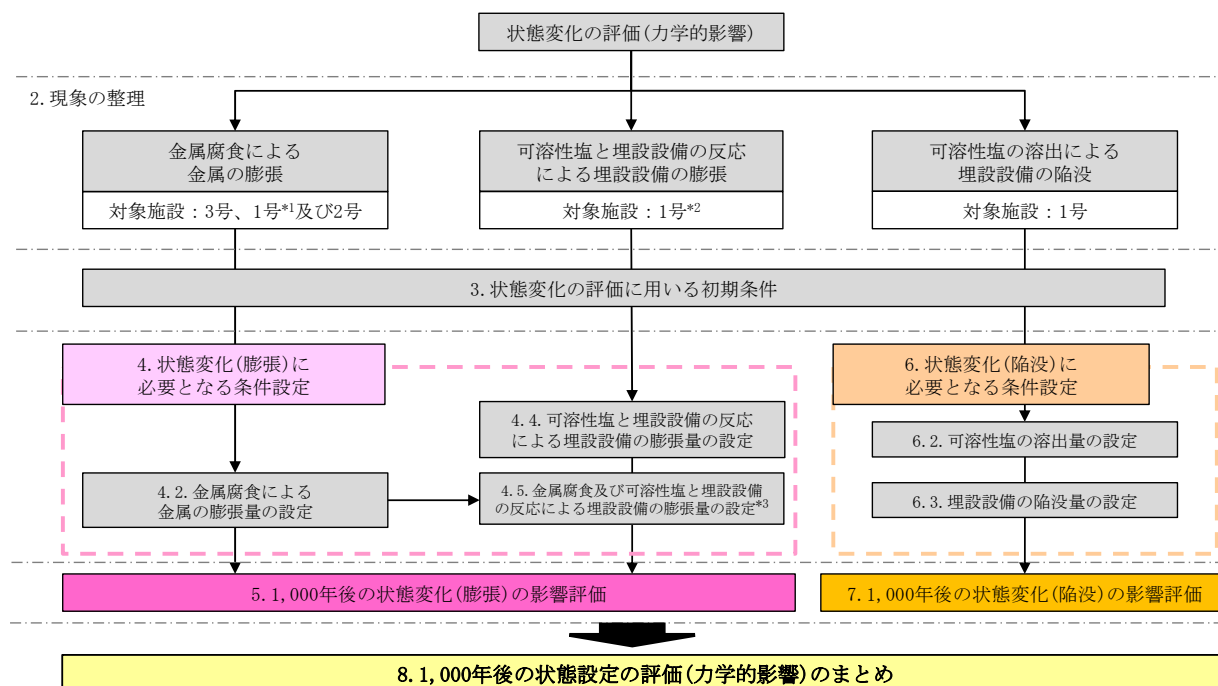 状態変化の評価(力学的影響)
2.現象の整理
金属腐食による
金属の膨張
対象施設：3号、1号*1及び2号
可溶性塩と埋設設備の反応
による埋設設備の膨張
対象施設：1号*2
可溶性塩の溶出による
埋設設備の陥没
対象施設：1号
3.状態変化の評価に用いる初期条件
4.状態変化(膨張)に
必要となる条件設定
4.4.可溶性塩と埋設設備の反応
による埋設設備の膨張量の設定
4.2.金属腐食による
金属の膨張量の設定
4.5.金属腐食及び可溶性塩と埋設設備
の反応による埋設設備の膨張量の設定*3
6.状態変化(陥没)に
必要となる条件設定
6.2.可溶性塩の溶出量の設定
6.3.埋設設備の陥没量の設定
5.1,000年後の状態変化(膨張)の影響評価
7.1,000年後の状態変化(陥没)の影響評価
8.1,000年後の状態設定の評価(力学的影響)のまとめ